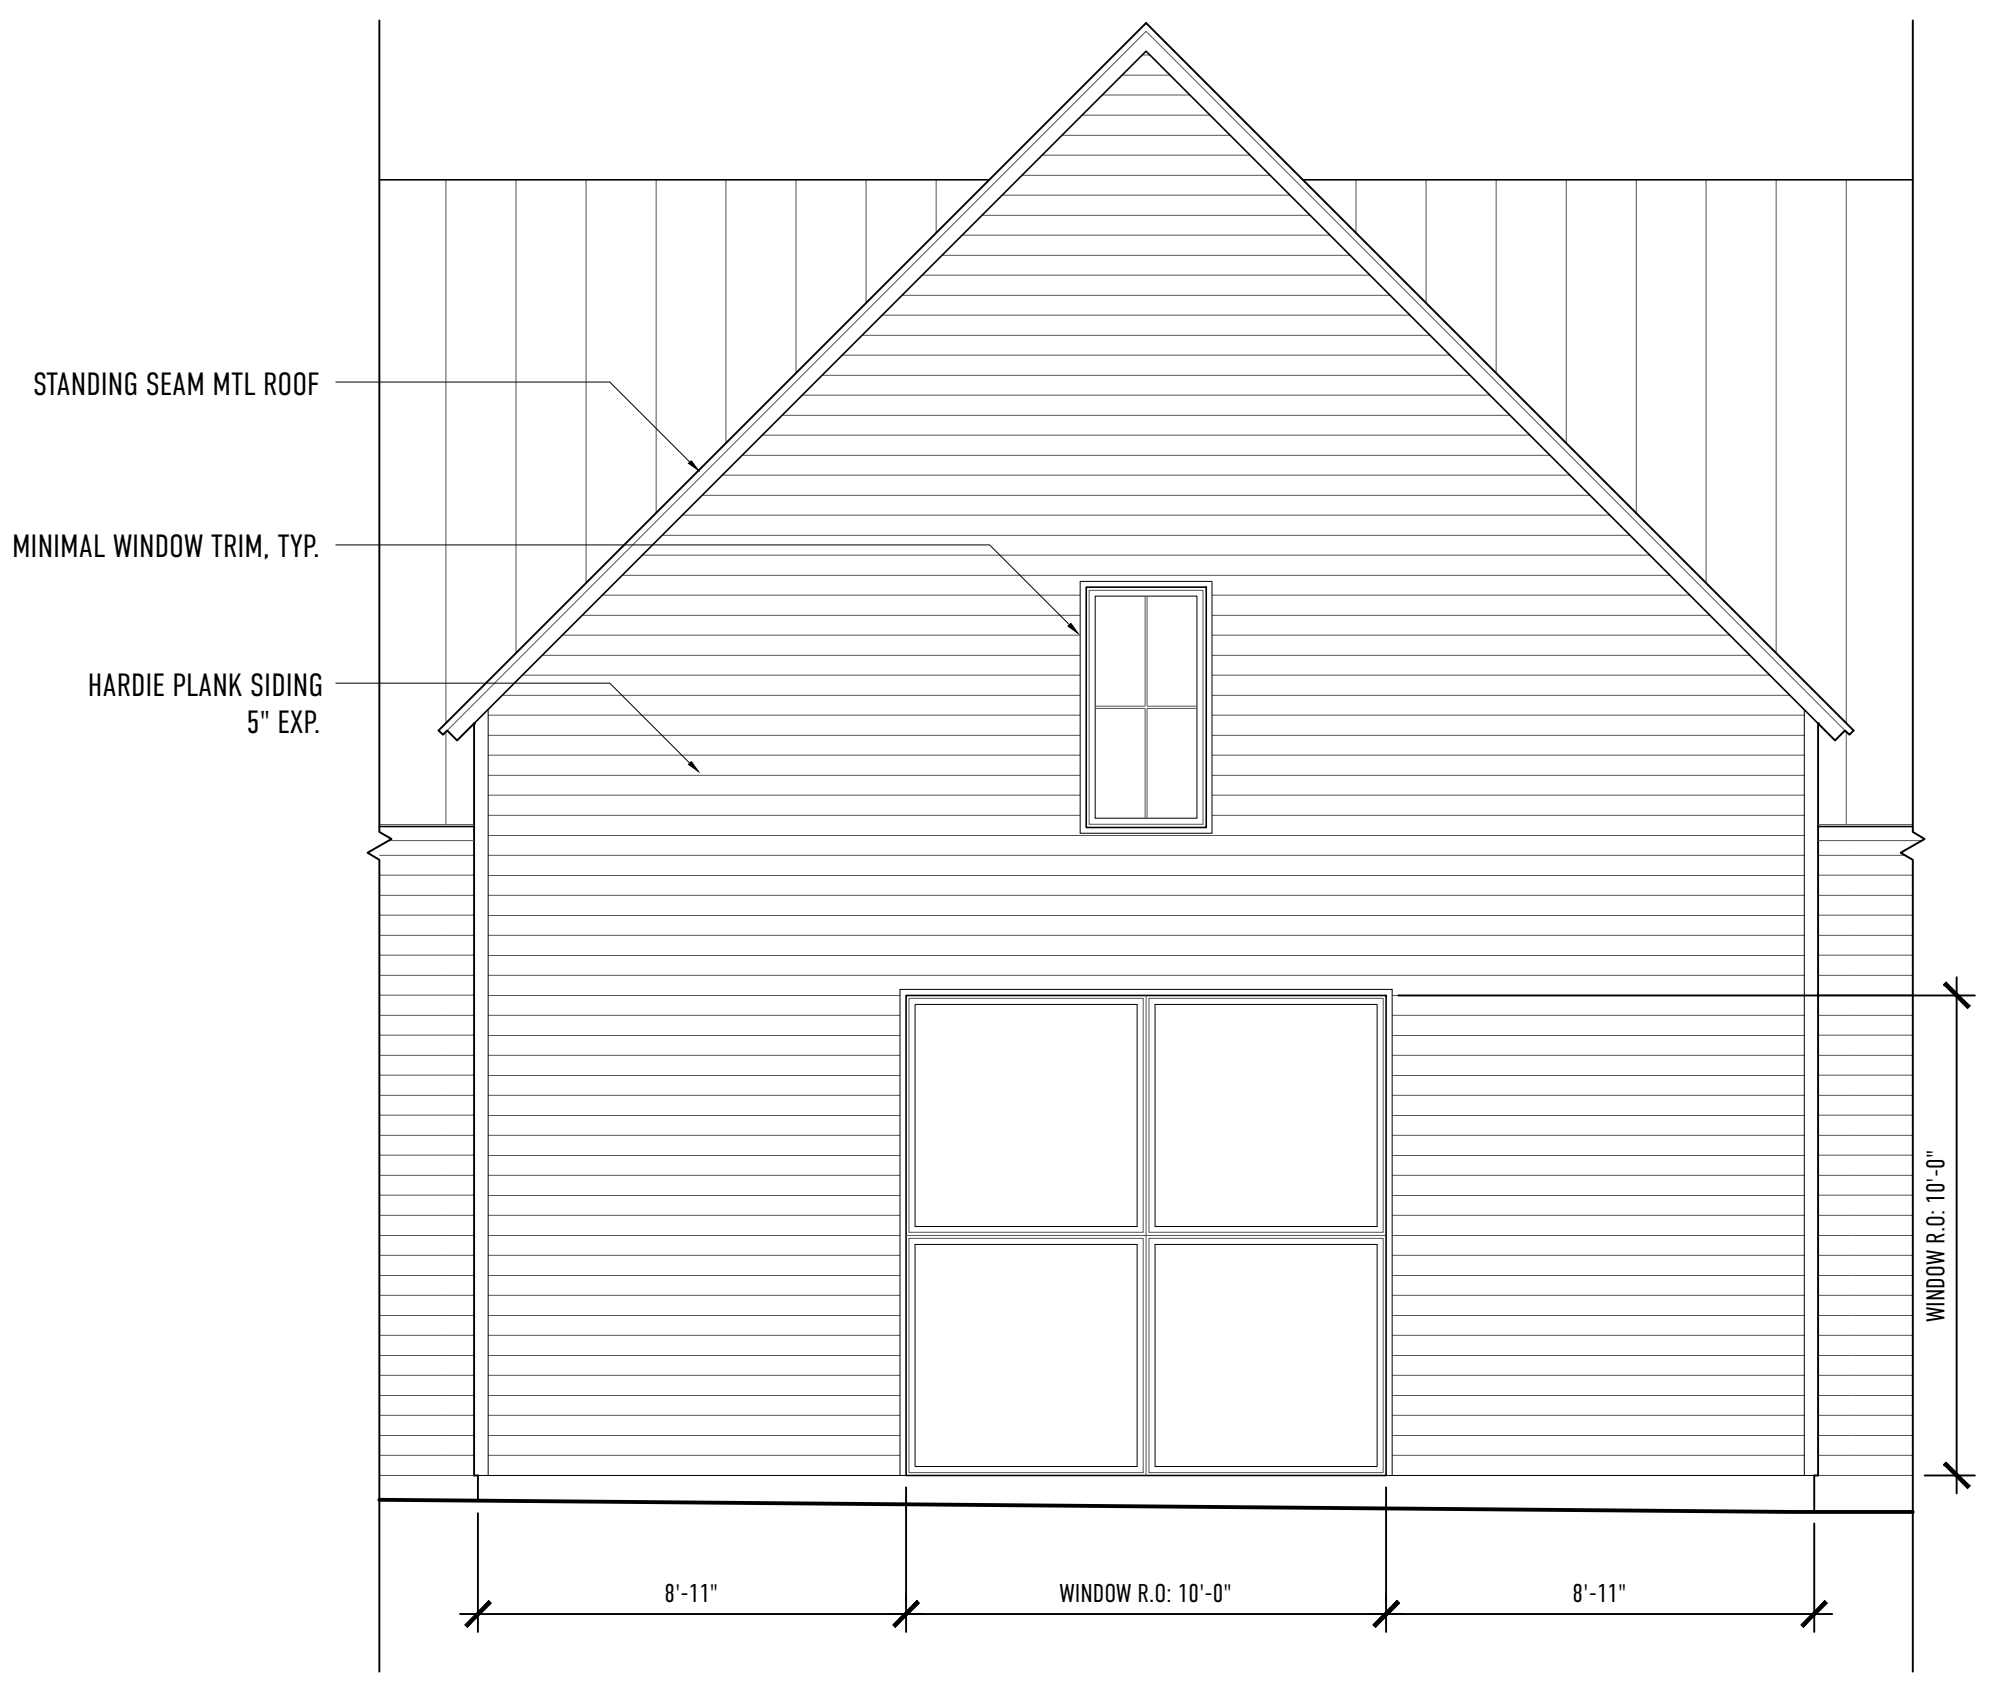 STANDING SEAM MTL ROOF
MINIMAL WINDOW TRIM, TYP.
HARDIE PLANK SIDING
5" EXP.
WINDOW R.O: 10'-0"
8'-11"
WINDOW R.O: 10'-0"
8'-11"